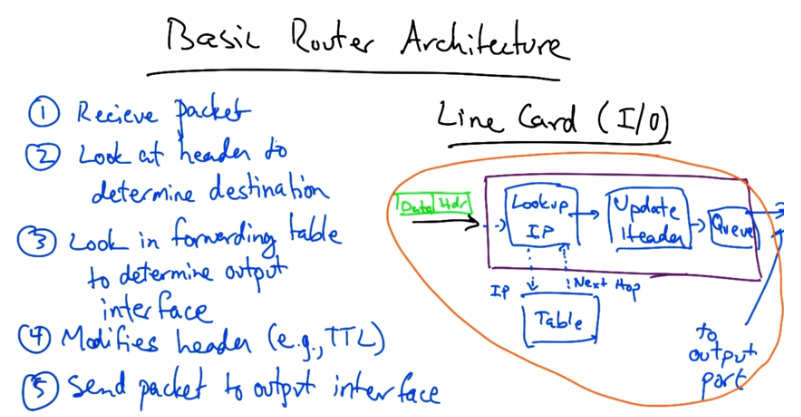 Basic Router Architecture
① Recieve packet
② Look at header to
determine destination
③ Look in forwarding table
to determine output
interface
④ Modifies header (e.g., TTL)
⑤ Send packet to output interface
Line Card (I/O)
Data Hdr
Lookup
IP
Update
Header
Queue
IP
Next Hop
Table
to
output
port